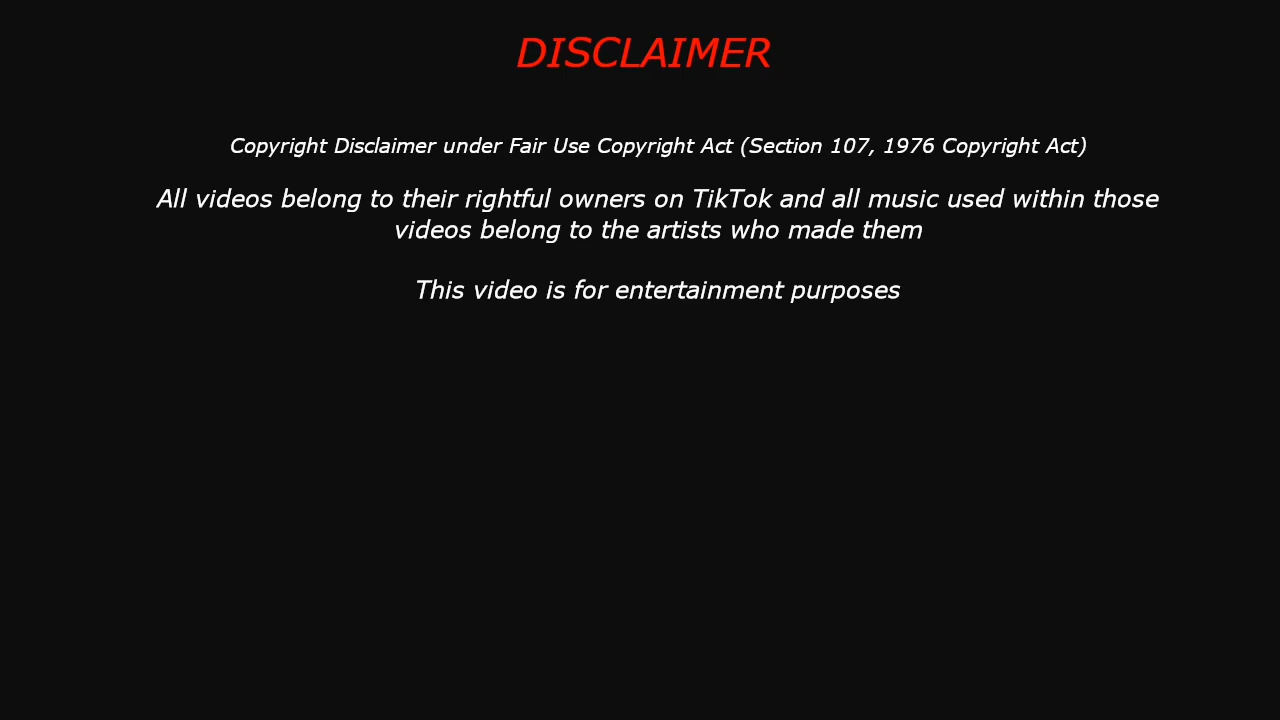 DISCLAIMER
Copyright Disclaimer under Fair Use Copyright Act (Section 107, 1976 Copyright Act)
All videos belong to their rightful owners on TikTok and all music used within those
videos belong to the artists who made them
This video is for entertainment purposes